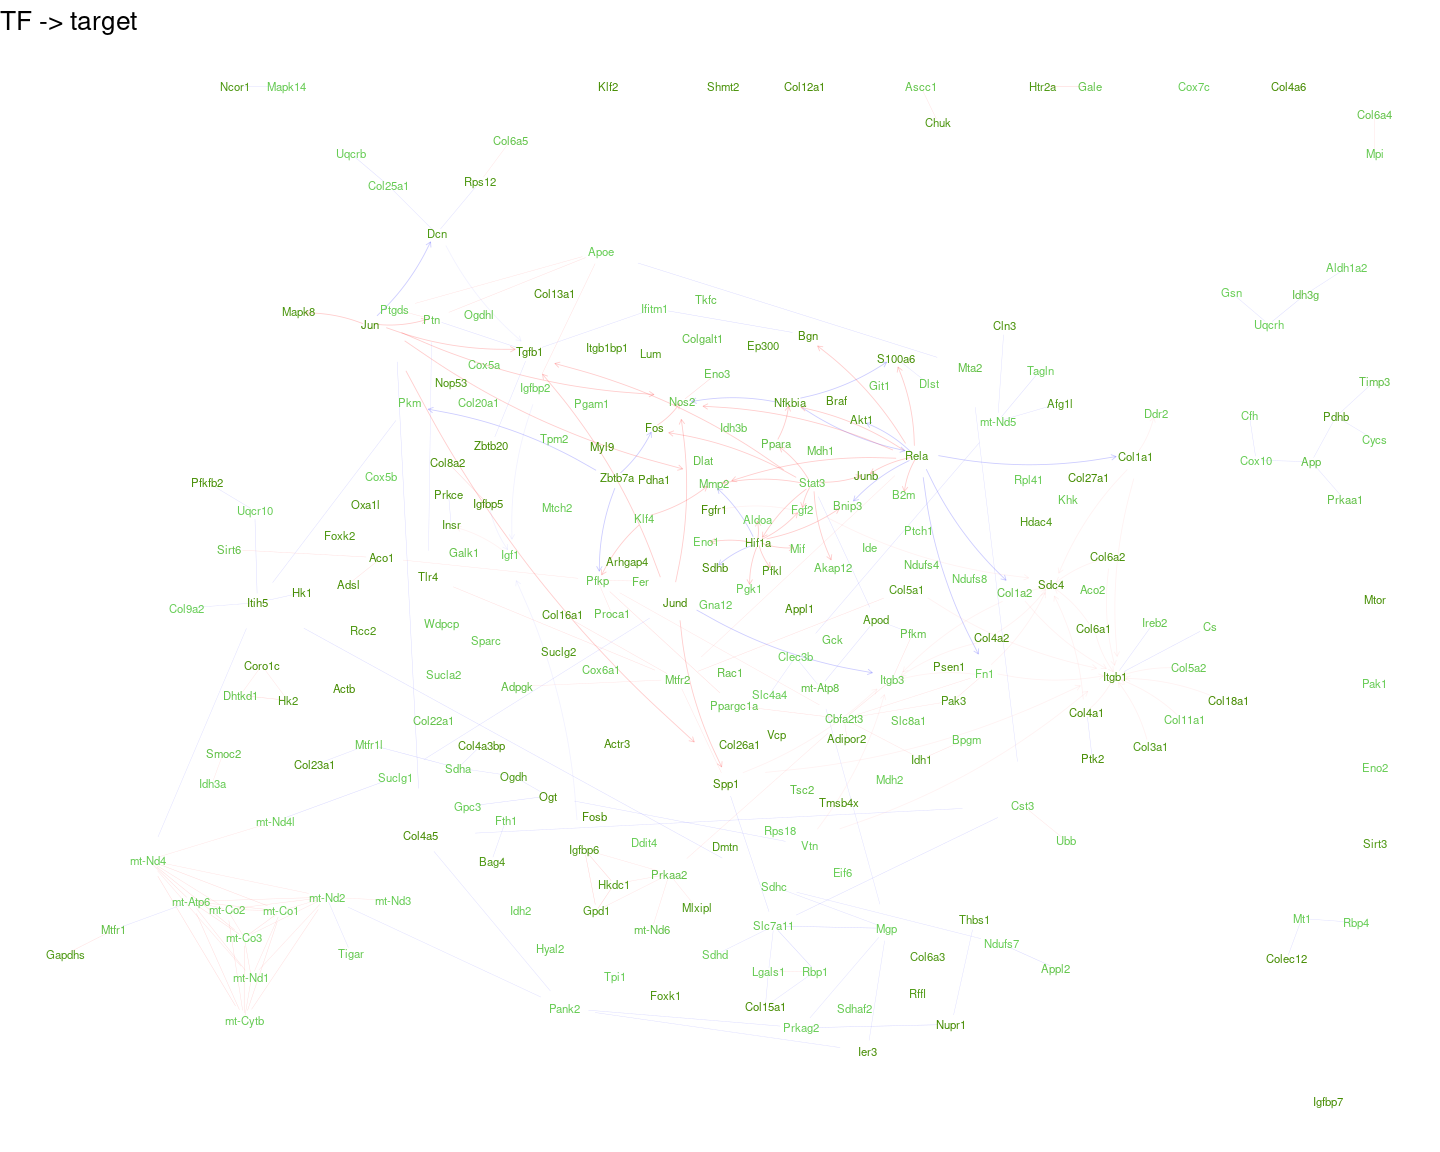 TF -> target
Ncor1
Mapk14
Klf2
Shmt2
Col12a1
Ascc1
Htr2a
Gale
Cox7c
Col4a6
Col6a4
Chuk
Col6a5
Uqcrb
Mpi
Rps12
Col25a1
Dcn
Apoe
Aldh1a2
Col13a1
Gsn
Idh3g
Tkfc
Ifitm1
Ptgds
Mapk8
Ogdhl
Ptn
Jun
Uqcrh
Cln3
Bgn
Colgalt1
Ep300
Itgb1bp1
Tgfb1
Lum
S100a6
Cox5a
Mta2
Tagln
Eno3
Nop53
Igfbp2
Git1
Dlst
Timp3
Pkm
Col20a1
Pgam1
Nos2
Nfkbia
Braf
Afg1l
Ddr2
Cfh
Pdhb
Akt1
mt-Nd5
Fos
Idh3b
Tpm2
Zbtb20
Myl9
Ppara
Cycs
Mdh1
Rela
Col1a1
Col8a2
Dlat
Cox10
App
Cox5b
Zbtb7a
Pdha1
Junb
Col27a1
Rpl41
Pfkfb2
Mmp2
Stat3
Prkce
B2m
Khk
Prkaa1
Oxa1l
Igfbp5
Mtch2
Bnip3
Uqcr10
Fgfr1
Fgf2
Klf4
Aldoa
Insr
Hdac4
Foxk2
Ptch1
Eno1
Hif1a
Sirt6
Galk1
Igf1
Mif
Ide
Aco1
Col6a2
Arhgap4
Sdhb
Pfkl
Akap12
Ndufs4
Tlr4
Pfkp
Fer
Ndufs8
Adsl
Sdc4
Pgk1
Col5a1
Col1a2
Aco2
Hk1
Mtor
Itih5
Jund
Gna12
Col9a2
Appl1
Col16a1
Proca1
Apod
Wdpcp
Ireb2
Cs
Rcc2
Col6a1
Pfkm
Sparc
Gck
Col4a2
Suclg2
Clec3b
Coro1c
Psen1
Col5a2
Sucla2
Cox6a1
Rac1
Fn1
Itgb1
Mtfr2
Itgb3
Pak1
Adpgk
Actb
mt-Atp8
Dhtkd1
Slc4a4
Hk2
Pak3
Col18a1
Ppargc1a
Col4a1
Col22a1
Cbfa2t3
Slc8a1
Col11a1
Vcp
Adipor2
Bpgm
Mtfr1l
Col4a3bp
Actr3
Col26a1
Col3a1
Smoc2
Ptk2
Idh1
Col23a1
Sdha
Eno2
Ogdh
Suclg1
Mdh2
Idh3a
Spp1
Tsc2
Ogt
Tmsb4x
Gpc3
Cst3
Fosb
mt-Nd4l
Fth1
Rps18
Col4a5
Ubb
Ddit4
Sirt3
Vtn
Dmtn
Igfbp6
mt-Nd4
Bag4
Eif6
Prkaa2
Hkdc1
Sdhc
mt-Nd2
mt-Nd3
mt-Atp6
mt-Co2
mt-Co1
Idh2
Gpd1
Mlxipl
Mt1
Thbs1
Rbp4
Slc7a11
Mtfr1
mt-Nd6
Mgp
mt-Co3
Ndufs7
Hyal2
Gapdhs
Tigar
Sdhd
Col6a3
Colec12
Appl2
Lgals1
Rbp1
mt-Nd1
Tpi1
Rffl
Foxk1
Col15a1
Pank2
Sdhaf2
mt-Cytb
Nupr1
Prkag2
Ier3
Igfbp7